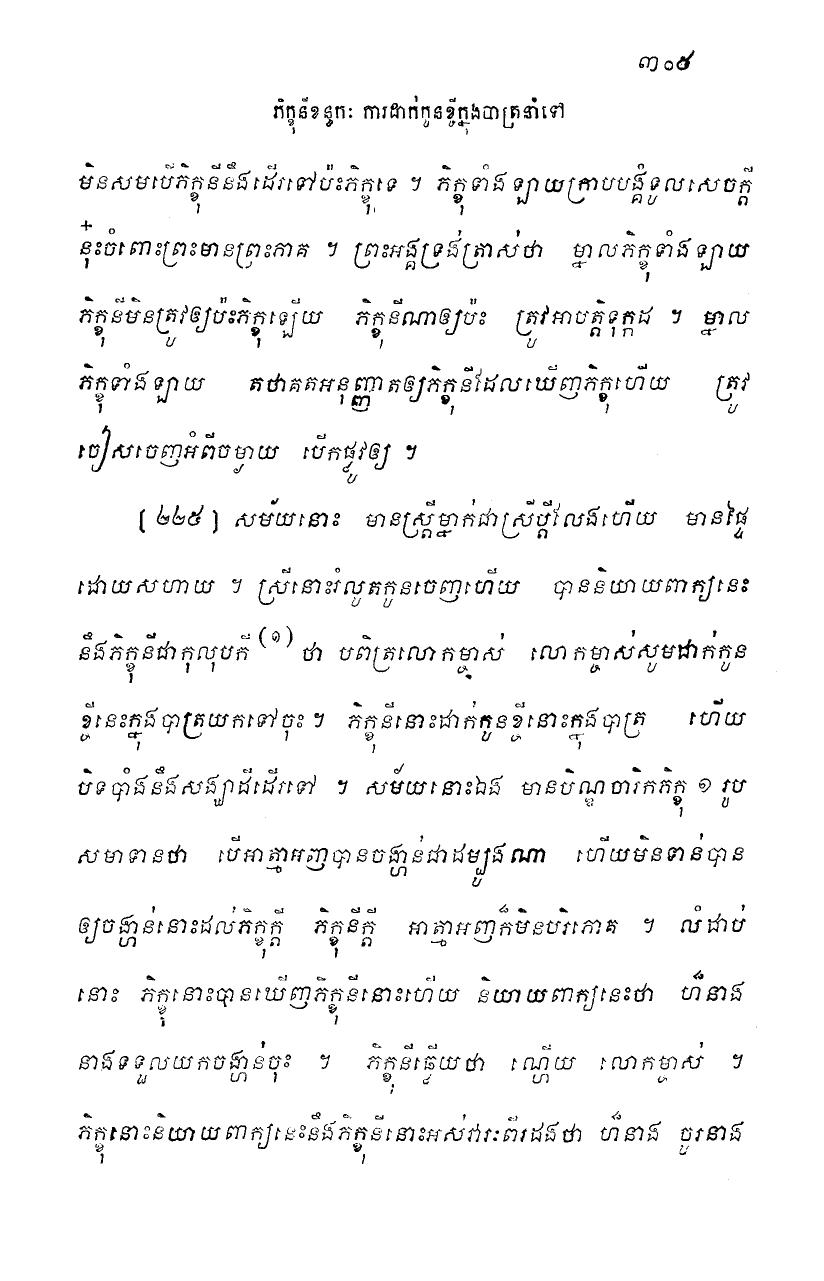 ៣០៥
ភិក្ខុនីខន្ធកៈ ការដាក់កូនខ្ចីក្នុងបាត្រនាំទៅ
មិនសមបើភិក្ខុនីនឹងដើរទៅប៉ះភិក្ខុទេ ។ ភិក្ខុទាំងឡាយក្រាបបង្គំទូលសេចក្តី
នុ៎ះចំពោះព្រះមានព្រះភាគ ។ ព្រះអង្គទ្រង់ត្រាស់ថា ម្នាលភិក្ខុទាំងឡាយ
ភិក្ខុនីមិនត្រូវឲ្យប៉ះភិក្ខុឡើយ ភិក្ខុនីណាឲ្យប៉ះ ត្រូវអាបត្តិទុក្កដ ។ ម្នាល
ភិក្ខុទាំងឡាយ តថាគតអនុញ្ញាតឲ្យភិក្ខុនីដែលឃើញភិក្ខុហើយ ត្រូវ
ចៀសចេញអំពីចម្ងាយ បើកផ្លូវឲ្យ ។
[ ២២៥ ] សម័យនោះ មានស្ត្រីម្នាក់ជាស្រីប្តីលែងហើយ មានផ្ទៃ
ដោយសហាយ ។ ស្រីនោះរំលូតកូនចេញហើយ បាននិយាយពាក្យនេះ
នឹងភិក្ខុនីជាកុលុបកី (១) ថា បពិត្រលោកម្ចាស់ លោកម្ចាស់សូមដាក់កូន
ខ្ចីនេះក្នុងបាត្រយកទៅចុះ ។ ភិក្ខុនីនោះដាក់កូនខ្ចីនោះក្នុងបាត្រ ហើយ
បិទបាំងនឹងសង្ឃាដីដើរទៅ ។ សម័យនោះឯង មានបិណ្ឌចារិកភិក្ខុ ១ រូប
សមាទានថា បើអាត្មាអញបានចង្ហាន់ជាដម្បូងណា ហើយមិនទាន់បាន
ឲ្យចង្ហាន់នោះដល់ភិក្ខុក្តី ភិក្ខុនីក្តី អាត្មាអញក៏មិនបរិភោគ ។ លំដាប់
នោះ ភិក្ខុនោះបានឃើញភិក្ខុនីនោះហើយ និយាយពាក្យនេះថា ហ៏នាង
នាងទទួលយកចង្ហាន់ចុះ ។ ភិក្ខុនីឆ្លើយថា ណ្ហើយ លោកម្ចាស់ ។
ភិក្ខុនោះនិយាយពាក្យនេះនឹងភិក្ខុនីនោះអស់វារៈពីរដងថា ហ៏នាង ចូរនាង